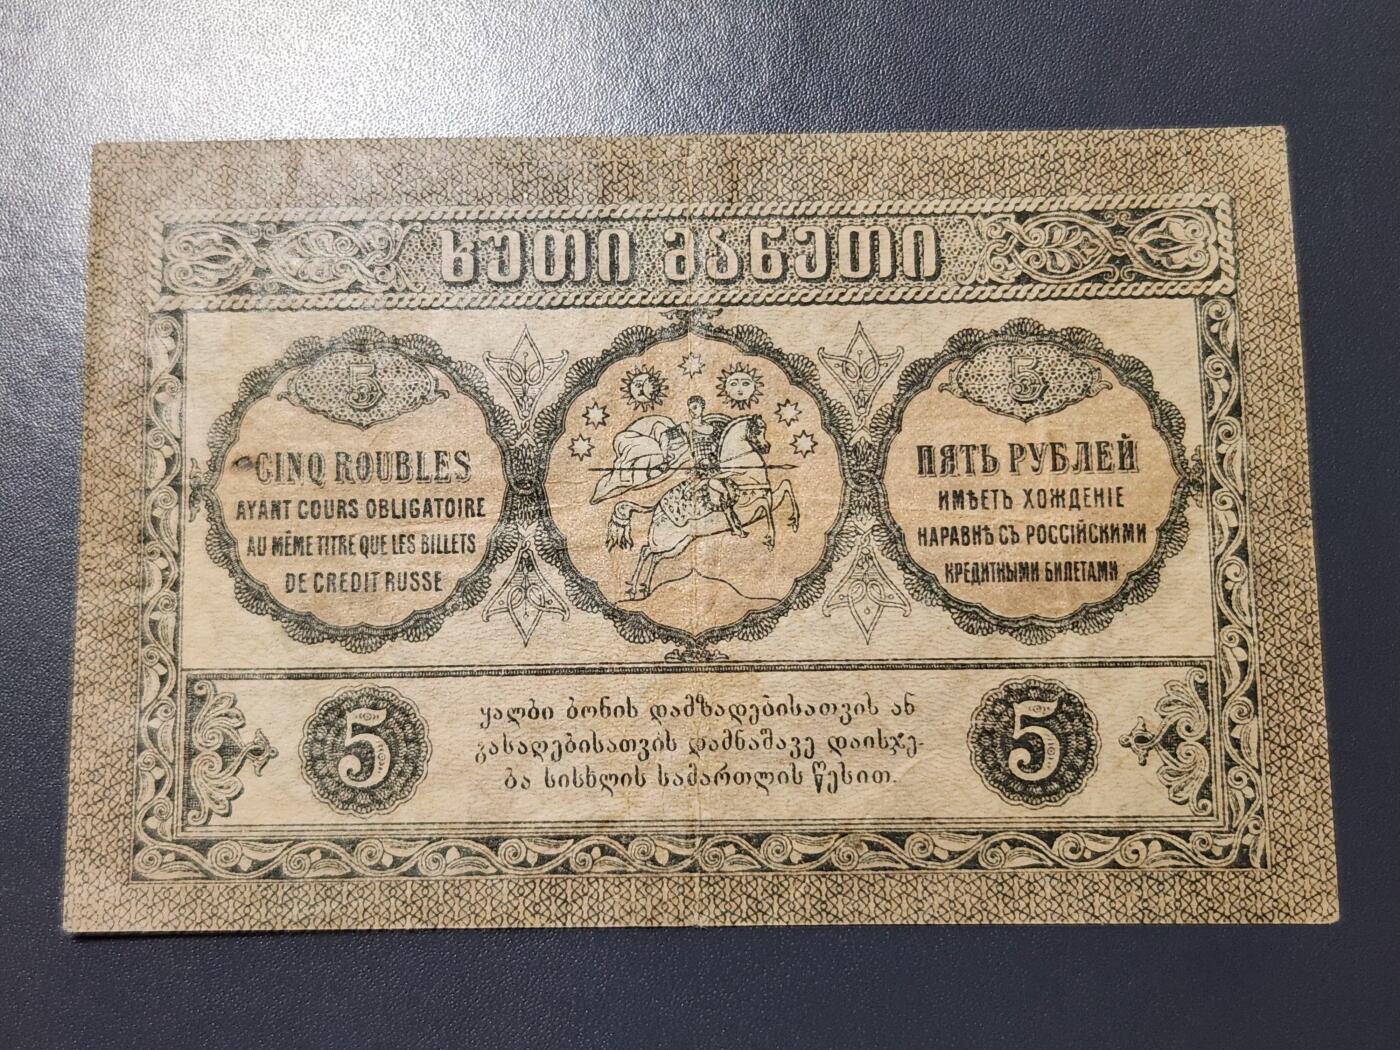 ხუთი მანეთი
5
CINQ ROUBLES
AYANT COURS OBLIGATOIRE
AU MÊME TITRE QUE LES BILLETS
DE CREDIT RUSSE
5
ПЯТЬ РУБЛЕЙ
ИМѢЕТЪ ХОЖДЕНІЕ
НАРАВНѢ СЪ РОССІЙСКИМИ
КРЕДИТНЫМИ БИЛЕТАМИ
5
ყალბი ბონის დამზადებისათვის ან
გასაღებისათვის დამნაშავე დაისჯე-
ბა სისხლის სამართლის წესით.
5